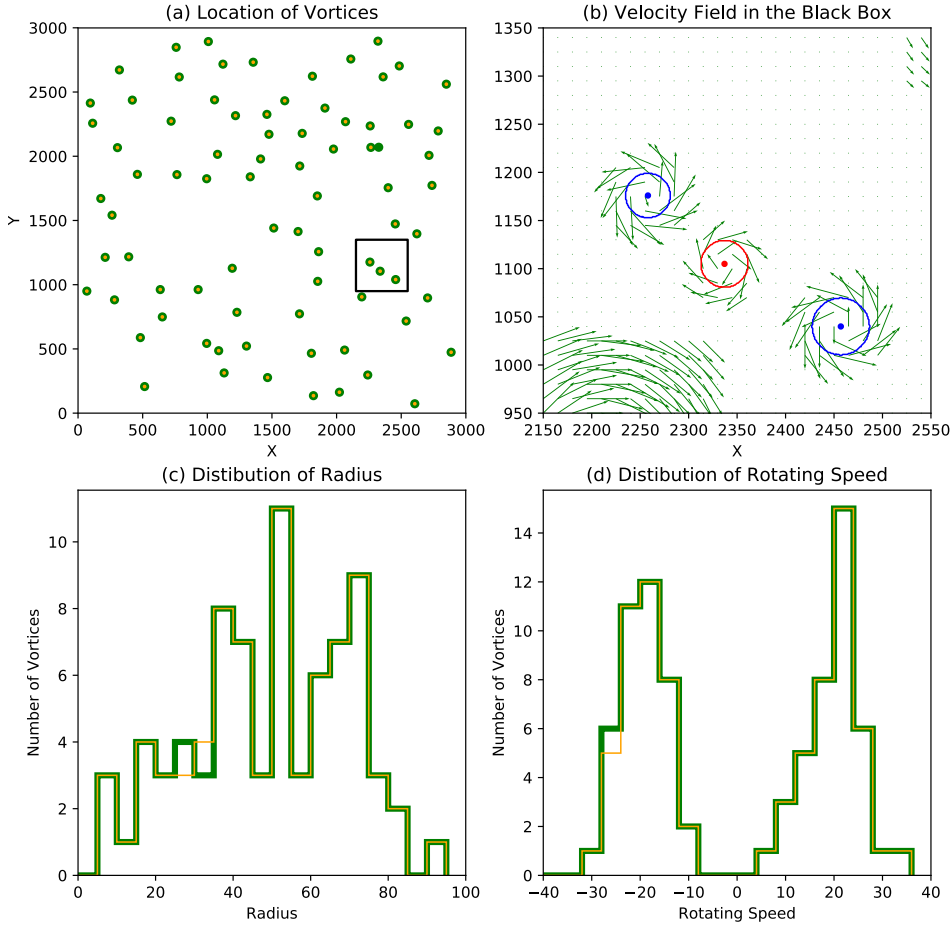 (a) Location of Vortices
3000
2500
2000
1500
1000
500
0
Y
0 500 1000 1500 2000 2500 3000
X
(b) Velocity Field in the Black Box
1350
1300
1250
1200
1150
1100
1050
1000
950
2150 2200 2250 2300 2350 2400 2450 2500 2550
X
(c) Distibution of Radius
10
8
6
4
2
0
Number of Vortices
0 20 40 60 80 100
Radius
(d) Distibution of Rotating Speed
14
12
10
8
6
4
2
0
Number of Vortices
−40 −30 −20 −10 0 10 20 30 40
Rotating Speed